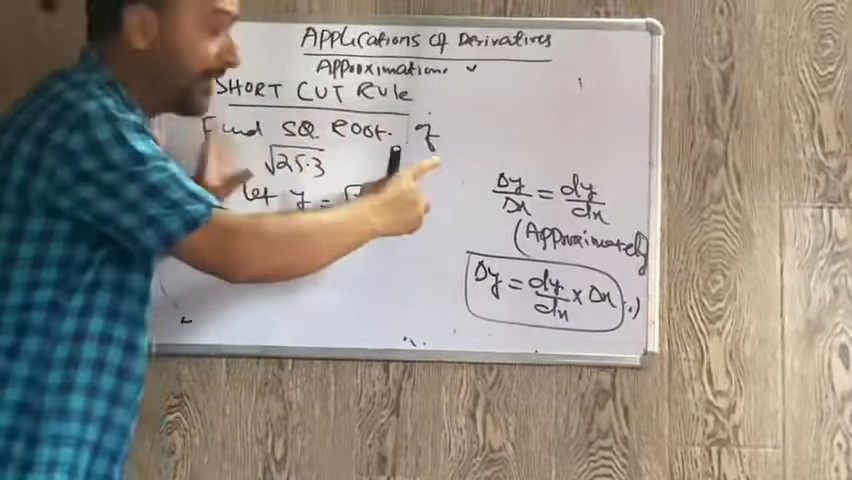 Applications of Derivatives
Approximations
SHORT CUT RULE
Find SQ. ROOT. of
√25.3
let y = √
Δy/Δx = dy/dx
(Approximately)
Δy = dy/dx × Δx